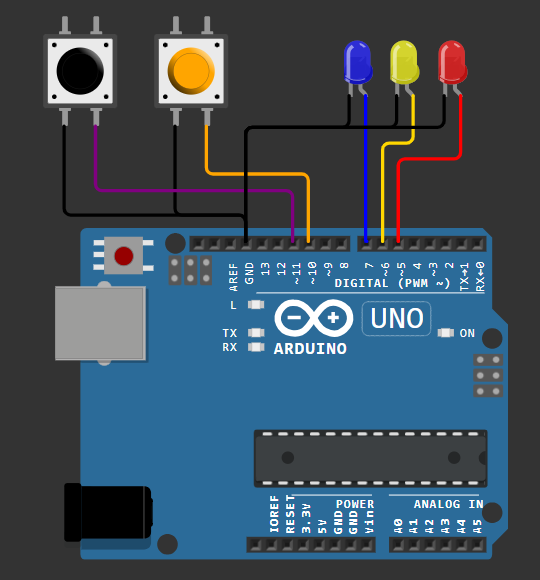 AREF
GND
13
12
~11
~10
~9
8
7
~6
~5
4
~3
2
TX→1
RX←0
DIGITAL (PWM ~)
L
TX
RX
UNO
ON
ARDUINO
POWER
ANALOG IN
IOREF
RESET
3.3V
5V
GND
GND
Vin
A0
A1
A2
A3
A4
A5